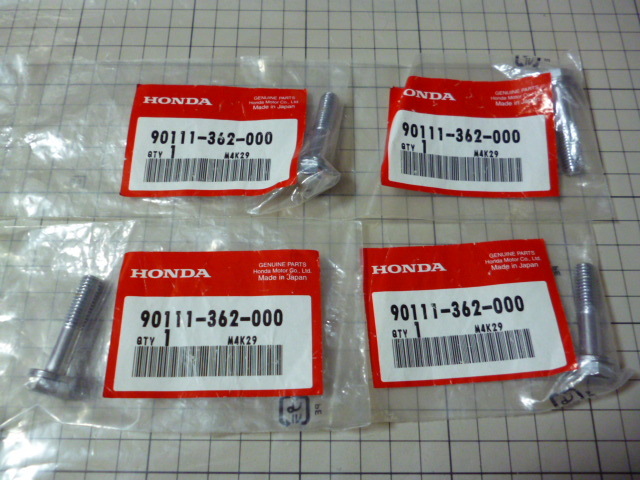 HONDA
GENUINE PARTS
Honda Motor Co., Ltd.
Made in Japan
90111-362-000
QTY 1 M4K29
HONDA
GENUINE PARTS
Honda Motor Co., Ltd.
Made in Japan
90111-362-000
QTY 1 M4K29
HONDA
GENUINE PARTS
Honda Motor Co., Ltd.
Made in Japan
90111-362-000
QTY 1 M4K29
HONDA
GENUINE PARTS
Honda Motor Co., Ltd.
Made in Japan
90111-362-000
QTY 1 M4K29